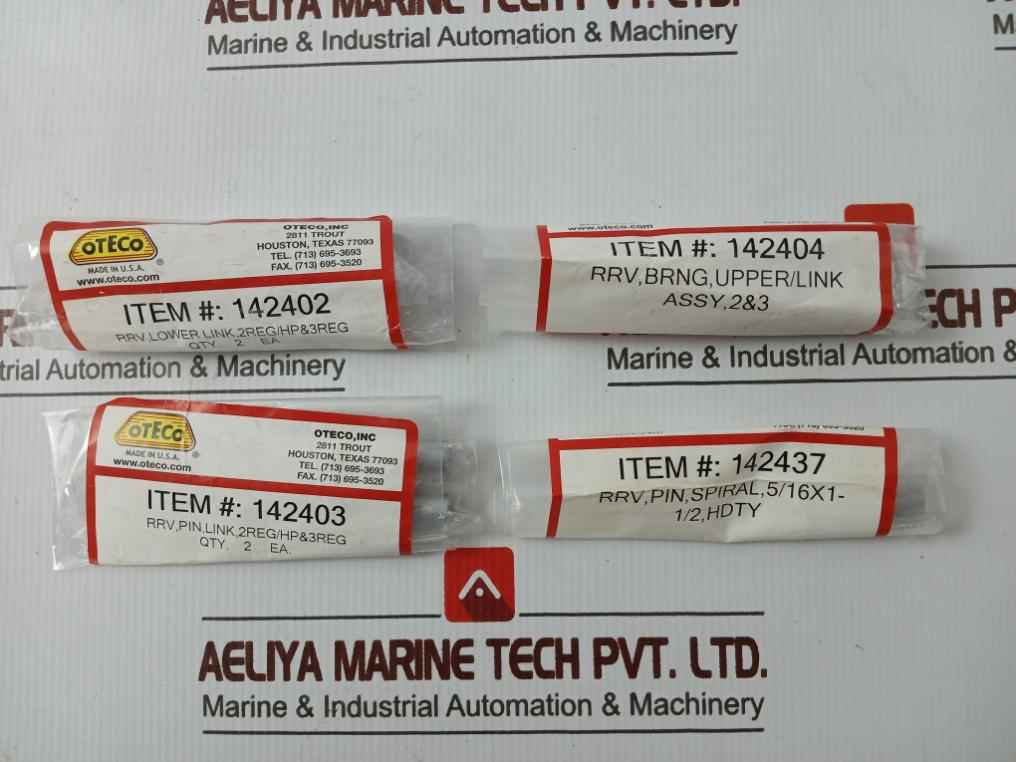 AELIYA MARINE TECH PVT. LTD.
Marine & Industrial Automation & Machinery
OTECO
®
MADE IN U.S.A.
www.oteco.com
OTECO,INC
2811 TROUT
HOUSTON, TEXAS 77093
TEL. (713) 695-3693
FAX. (713) 695-3520
ITEM #: 142402
RRV,LOWER LINK,2REG/HP&3REG
QTY. 2 EA.
www.oteco.com
ITEM #: 142404
RRV,BRNG,UPPER/LINK
ASSY,2&3
ECH P
trial Automation & Machinery
Marine & Industrial Automation &
OTECO
®
MADE IN U.S.A.
www.oteco.com
OTECO,INC
2811 TROUT
HOUSTON, TEXAS 77093
TEL. (713) 695-3693
FAX. (713) 695-3520
ITEM #: 142403
RRV,PIN,LINK,2REG/HP&3REG
QTY. 2 EA.
ITEM #: 142437
RRV,PIN,SPIRAL,5/16X1-
1/2,HDTY
AELIYA MARINE TECH PVT. LTD.
Marine & Industrial Automation & Machinery